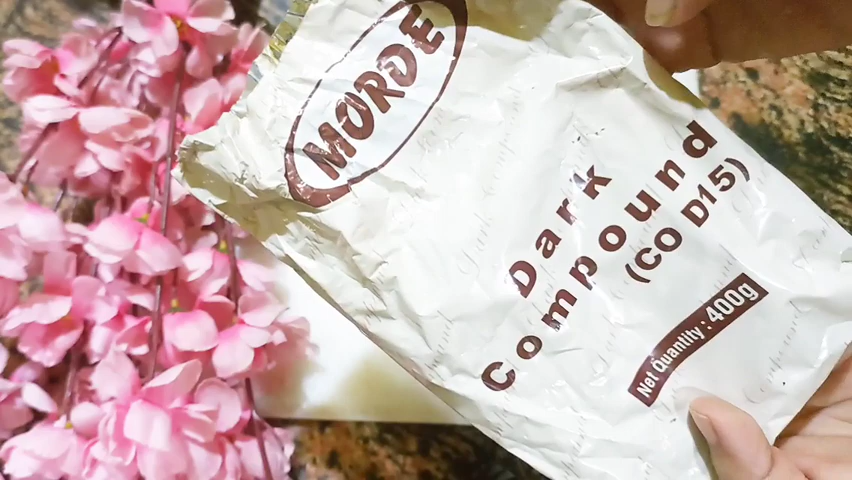 MORDE
Dark
Compound
(CO D15)
Net Quantity : 400g